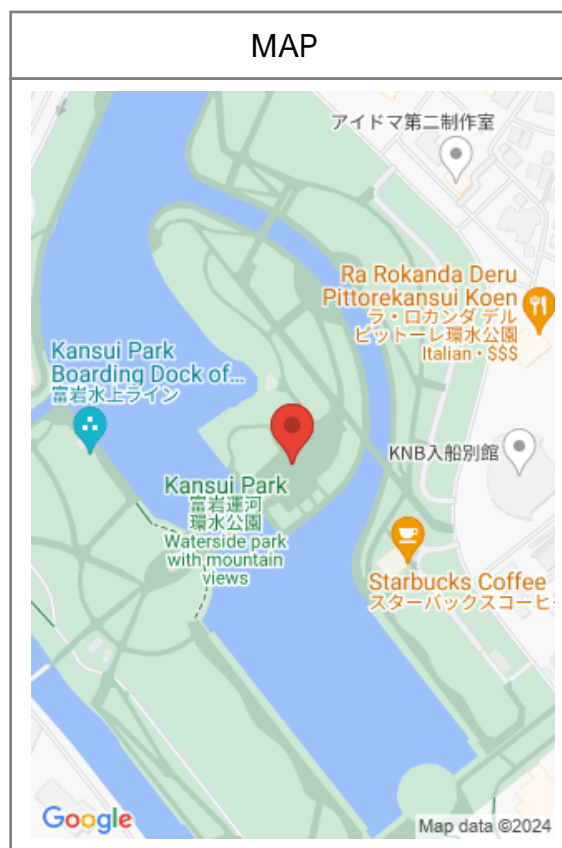 MAP
アイドマ第二制作室
Ra Rokanda Deru
Pittorekansui Koen
ラ・ロカンダ デル
ピットーレ環水公園
Italian・$$$
Kansui Park
Boarding Dock of...
富岩水上ライン
KNB入船別館
Kansui Park
富岩運河
環水公園
Waterside park
with mountain
views
Starbucks Coffee
スターバックスコーヒ
Google
Map data ©2024